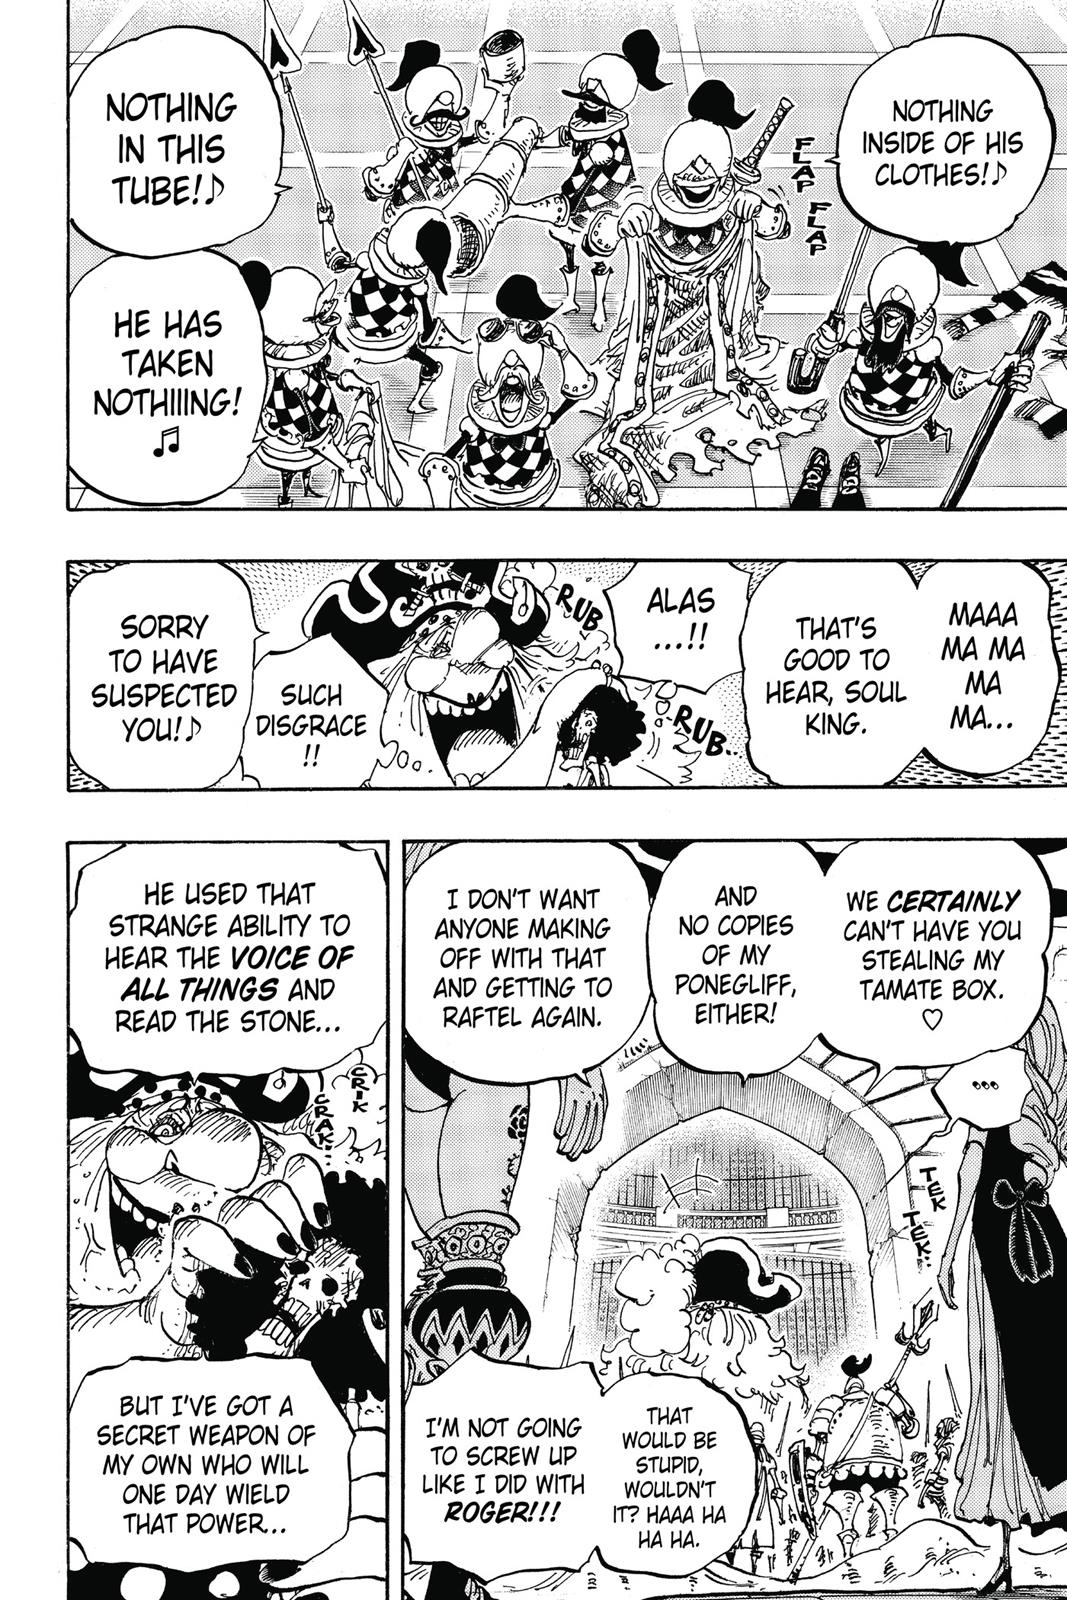 NOTHING
INSIDE OF HIS
CLOTHES!♪
FLAP FLAP
NOTHING
IN THIS
TUBE!♪
HE HAS
TAKEN
NOTHIIING!
♫
MAAA
MA MA
MA
MA...
THAT'S
GOOD TO
HEAR, SOUL
KING.
ALAS
...!!
RUB
RUB..
SUCH
DISGRACE
!!
SORRY
TO HAVE
SUSPECTED
YOU!♪
WE CERTAINLY
CAN'T HAVE YOU
STEALING MY
TAMATE BOX.
♡
AND
NO COPIES
OF MY
PONEGLIFF,
EITHER!
I DON'T WANT
ANYONE MAKING
OFF WITH THAT
AND GETTING TO
RAFTEL AGAIN.
...
TEK
TEK..
THAT
WOULD BE
STUPID,
WOULDN'T
IT? HAAA HA
HA HA.
I'M NOT GOING
TO SCREW UP
LIKE I DID WITH
ROGER!!!
HE USED THAT
STRANGE ABILITY TO
HEAR THE VOICE OF
ALL THINGS AND
READ THE STONE...
CRIK
CRAK...
BUT I'VE GOT A
SECRET WEAPON OF
MY OWN WHO WILL
ONE DAY WIELD
THAT POWER...